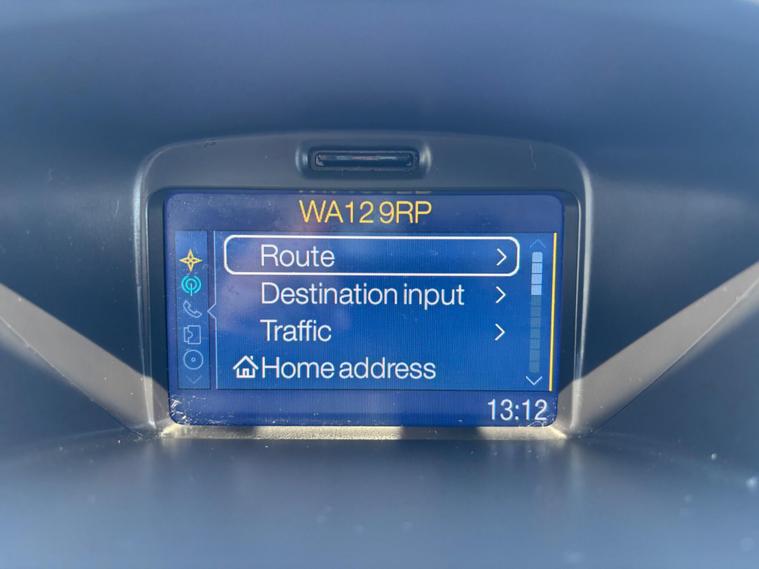 WA12 9RP
Route
Destination input
Traffic
Home address
13:12